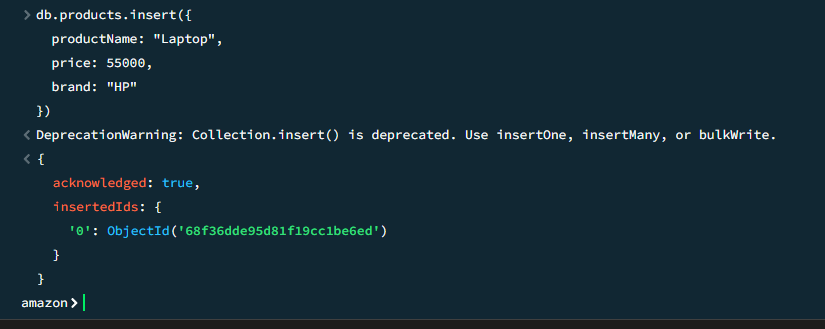 > db.products.insert({
productName: "Laptop",
price: 55000,
brand: "HP"
})
< DeprecationWarning: Collection.insert() is deprecated. Use insertOne, insertMany, or bulkWrite.
< {
acknowledged: true,
insertedIds: {
'0': ObjectId('68f36dde95d81f19cc1be6ed')
}
}
amazon>